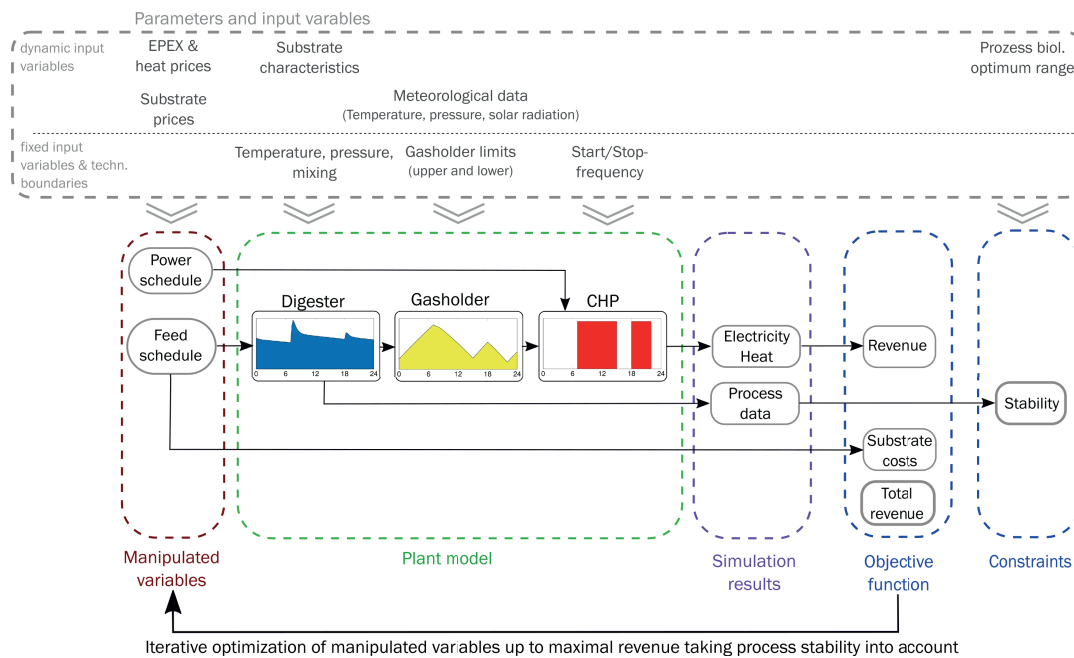 Parameters and input varables
dynamic input
variables
EPEX &
heat prices
Substrate
characteristics
Prozess biol.
optimum range
Substrate
prices
Meteorological data
(Temperature, pressure, solar radiation)
fixed input
variables & techn.
boundaries
Temperature, pressure,
mixing
Gasholder limits
(upper and lower)
Start/Stop-
frequency
Power
schedule
Feed
schedule
Digester
0 6 12 18 24
Gasholder
0 6 12 18 24
CHP
0 6 12 18 24
Electricity
Heat
Process
data
Revenue
Substrate
costs
Total
revenue
Stability
Manipulated
variables
Plant model
Simulation
results
Objective
function
Constraints
Iterative optimization of manipulated variables up to maximal revenue taking process stability into account